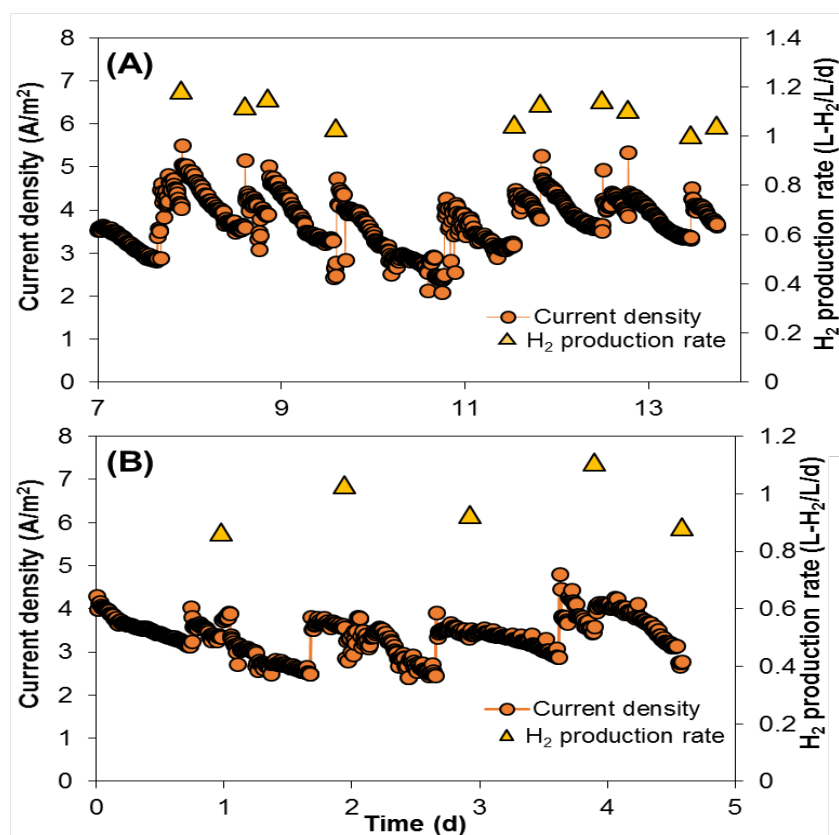 (A)
Current density (A/m²)
8
7
6
5
4
3
2
1
0
H₂ production rate (L-H₂/L/d)
1.4
1.2
1
0.8
0.6
0.4
0.2
0
Current density
H₂ production rate
7 9 11 13
(B)
Current density (A/m²)
8
7
6
5
4
3
2
1
0
H₂ production rate (L-H₂/L/d)
1.2
1
0.8
0.6
0.4
0.2
0
Current density
H₂ production rate
0 1 2 3 4 5
Time (d)